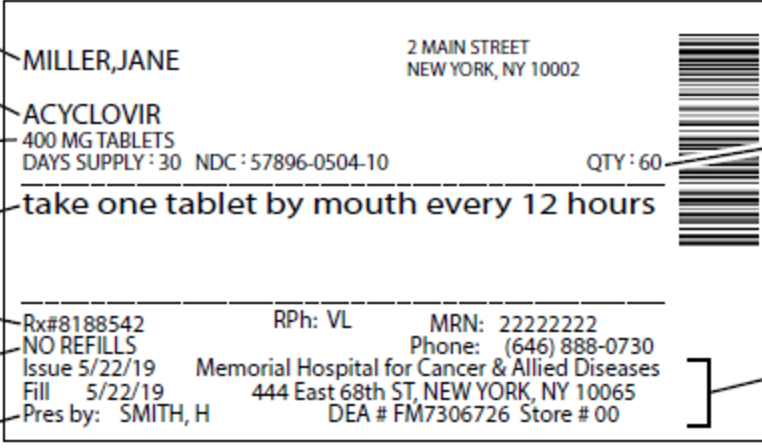 MILLER,JANE
2 MAIN STREET
NEW YORK, NY 10002
ACYCLOVIR
400 MG TABLETS
DAYS SUPPLY : 30 NDC : 57896-0504-10 QTY : 60
take one tablet by mouth every 12 hours
Rx#8188542 RPh: VL MRN: 22222222
NO REFILLS Phone: (646) 888-0730
Issue 5/22/19 Memorial Hospital for Cancer & Allied Diseases
Fill 5/22/19 444 East 68th ST, NEW YORK, NY 10065
Pres by: SMITH, H DEA # FM7306726 Store # 00